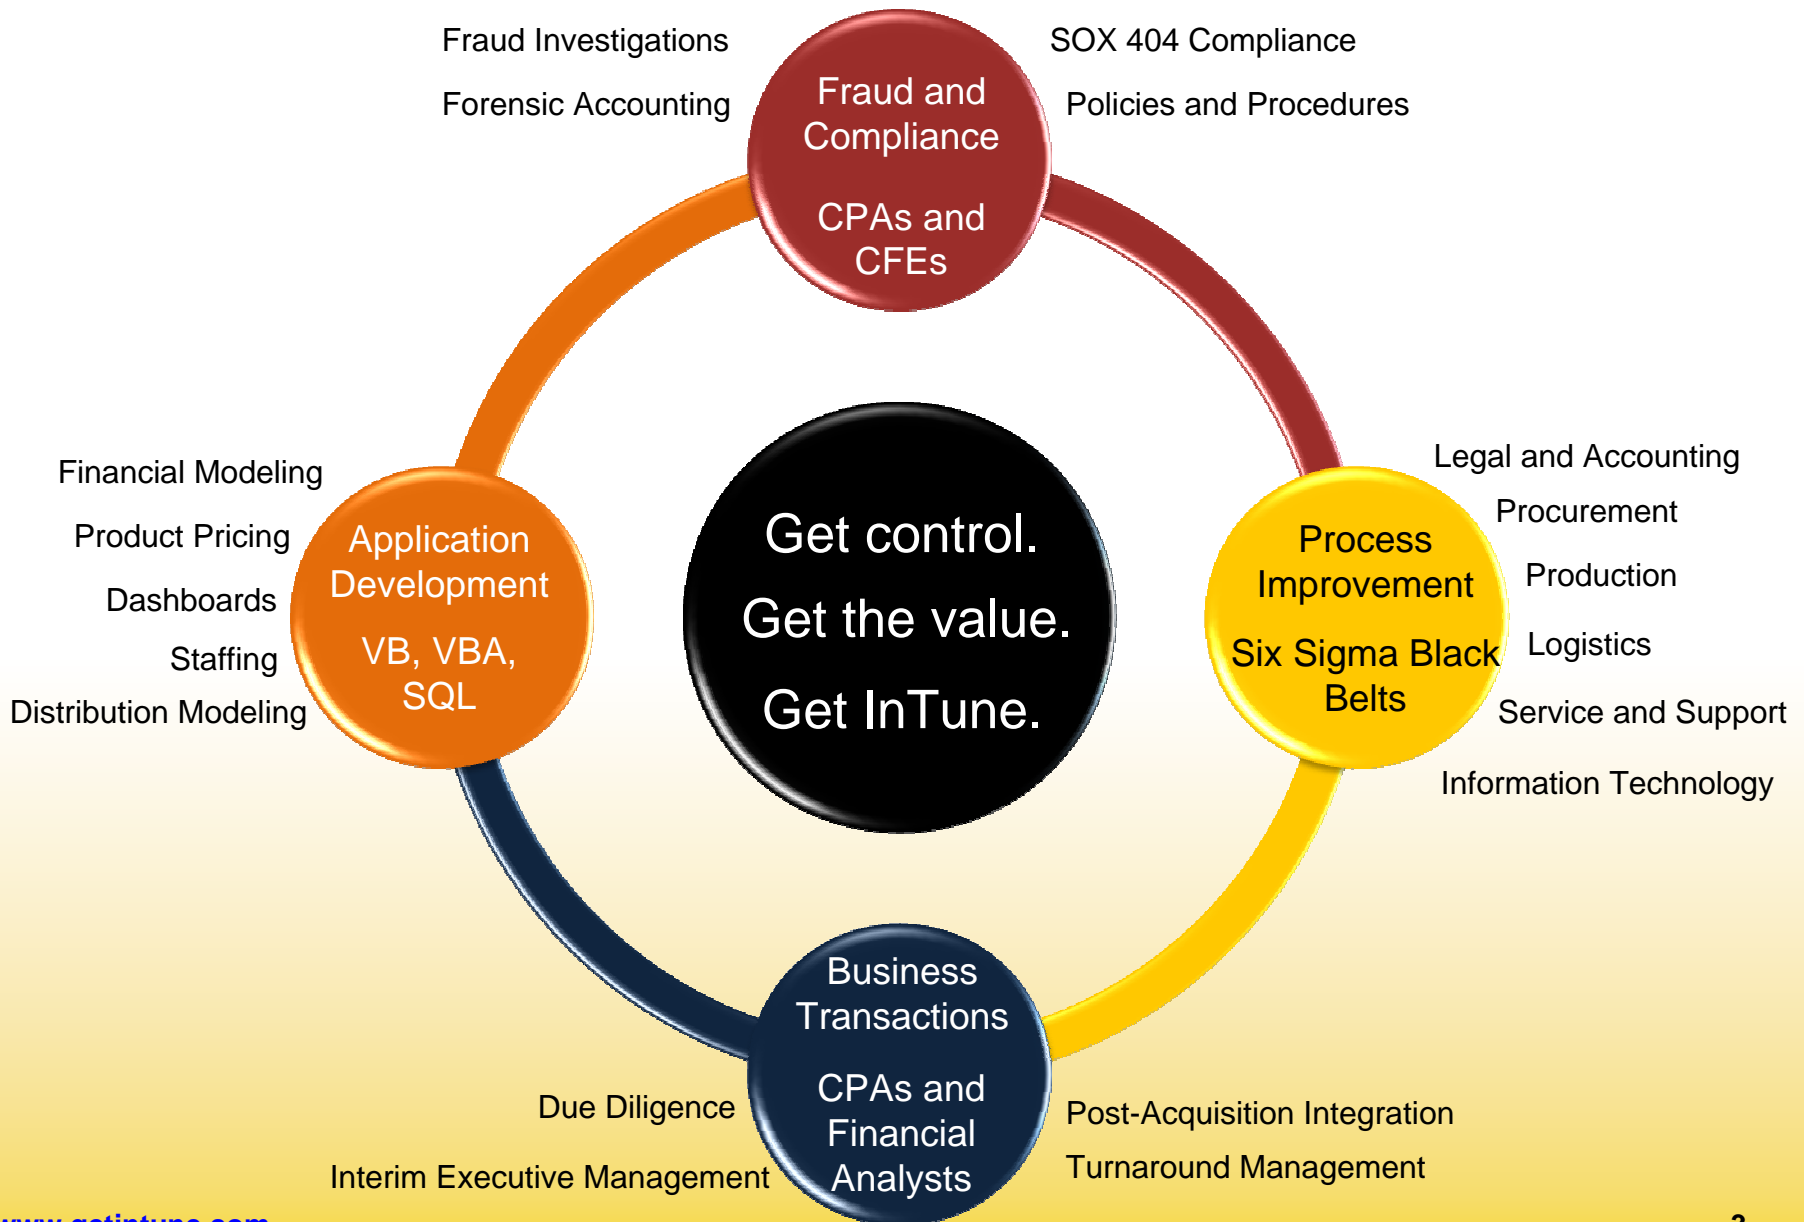 Fraud Investigations
Forensic Accounting
SOX 404 Compliance
Policies and Procedures
Fraud and
Compliance
CPAs and
CFEs
Financial Modeling
Product Pricing
Dashboards
Staffing
Distribution Modeling
Application
Development
VB, VBA,
SQL
Get control.
Get the value.
Get InTune.
Process
Improvement
Six Sigma Black
Belts
Legal and Accounting
Procurement
Production
Logistics
Service and Support
Information Technology
Business
Transactions
CPAs and
Financial
Analysts
Due Diligence
Interim Executive Management
Post-Acquisition Integration
Turnaround Management
www.getintune.com